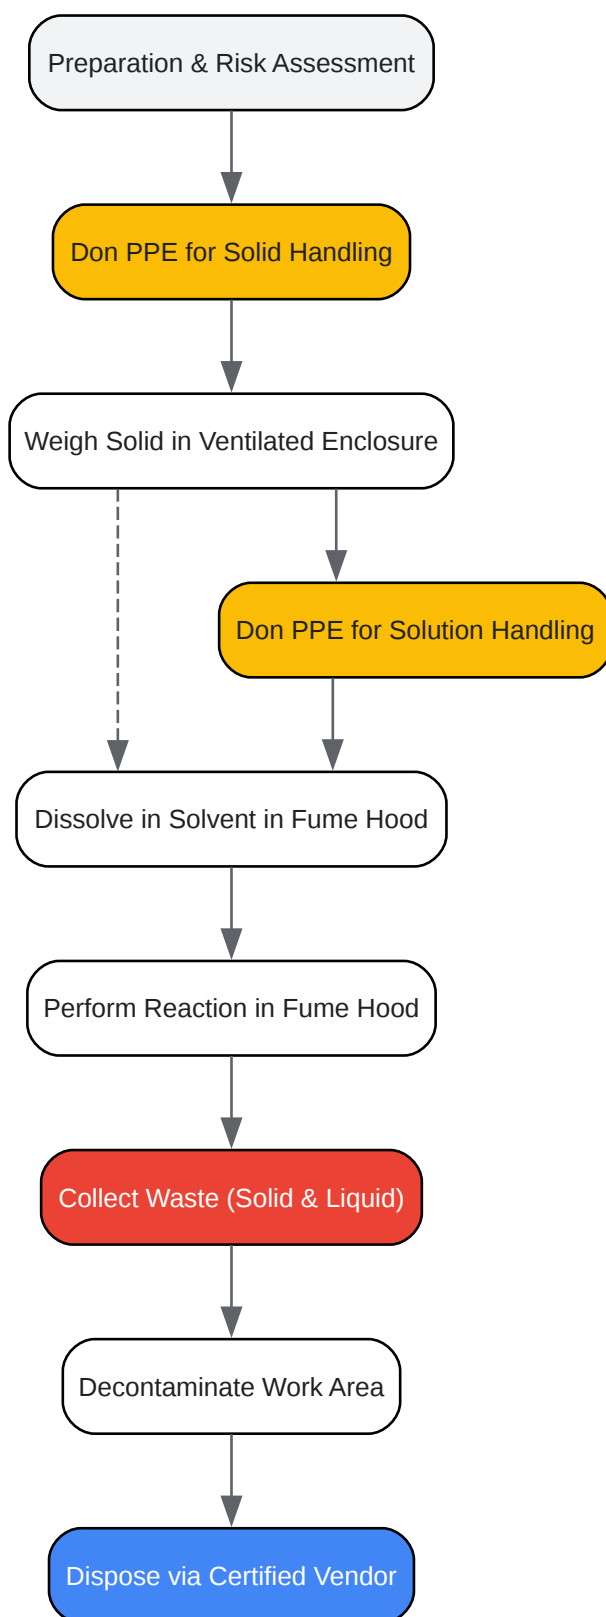 Preparation & Risk Assessment
Don PPE for Solid Handling
Weigh Solid in Ventilated Enclosure
Don PPE for Solution Handling
Dissolve in Solvent in Fume Hood
Perform Reaction in Fume Hood
Collect Waste (Solid & Liquid)
Decontaminate Work Area
Dispose via Certified Vendor